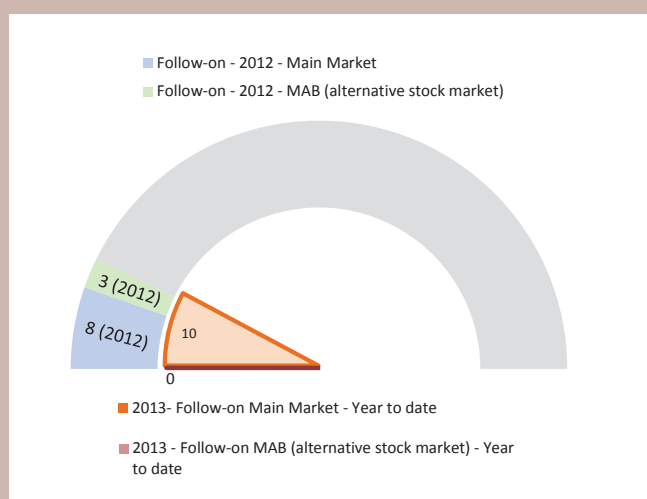 Follow-on - 2012 - Main Market
Follow-on - 2012 - MAB (alternative stock market)
3 (2012)
8 (2012)
10
0
2013- Follow-on Main Market - Year to date
2013 - Follow-on MAB (alternative stock market) - Year
to date